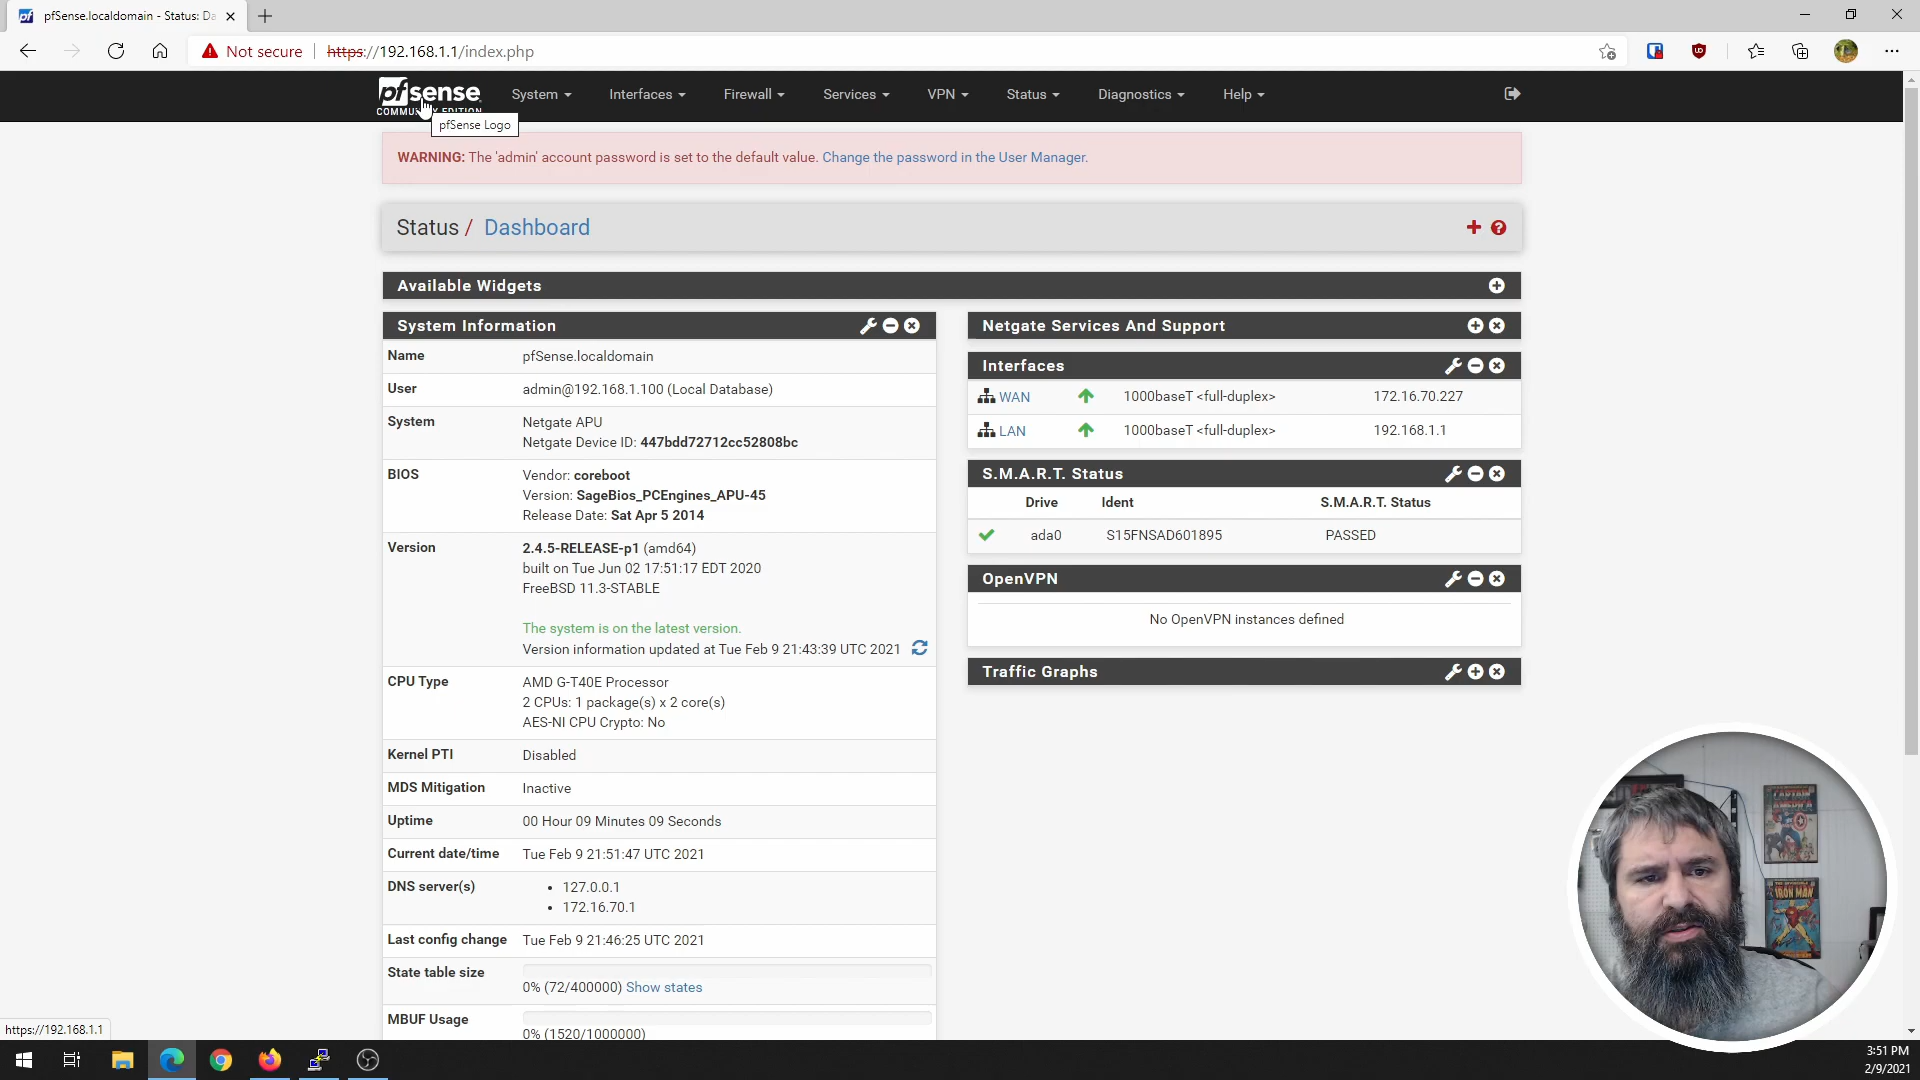 pfSense.localdomain - Status: Da
Not secure
https://192.168.1.1/index.php
pfsense
COMMUNITY EDITION
System
Interfaces
Firewall
Services
VPN
Status
Diagnostics
Help
pfSense Logo
WARNING: The 'admin' account password is set to the default value. Change the password in the User Manager.
Status / Dashboard
Available Widgets
System Information
Name pfSense.localdomain
User admin@192.168.1.100 (Local Database)
System Netgate APU
Netgate Device ID: 447bdd72712cc52808bc
BIOS Vendor: coreboot
Version: SageBios_PCEngines_APU-45
Release Date: Sat Apr 5 2014
Version 2.4.5-RELEASE-p1 (amd64)
built on Tue Jun 02 17:51:17 EDT 2020
FreeBSD 11.3-STABLE
The system is on the latest version.
Version information updated at Tue Feb 9 21:43:39 UTC 2021
CPU Type AMD G-T40E Processor
2 CPUs: 1 package(s) x 2 core(s)
AES-NI CPU Crypto: No
Kernel PTI Disabled
MDS Mitigation Inactive
Uptime 00 Hour 09 Minutes 09 Seconds
Current date/time Tue Feb 9 21:51:47 UTC 2021
DNS server(s) • 127.0.0.1
• 172.16.70.1
Last config change Tue Feb 9 21:46:25 UTC 2021
State table size
0% (72/400000) Show states
MBUF Usage
0% (1520/1000000)
Netgate Services And Support
Interfaces
WAN 1000baseT <full-duplex> 172.16.70.227
LAN 1000baseT <full-duplex> 192.168.1.1
S.M.A.R.T. Status
Drive Ident S.M.A.R.T. Status
ada0 S15FNSAD601895 PASSED
OpenVPN
No OpenVPN instances defined
Traffic Graphs
CAPTAIN AMERICA
IRON MAN
https://192.168.1.1
3:51 PM
2/9/2021